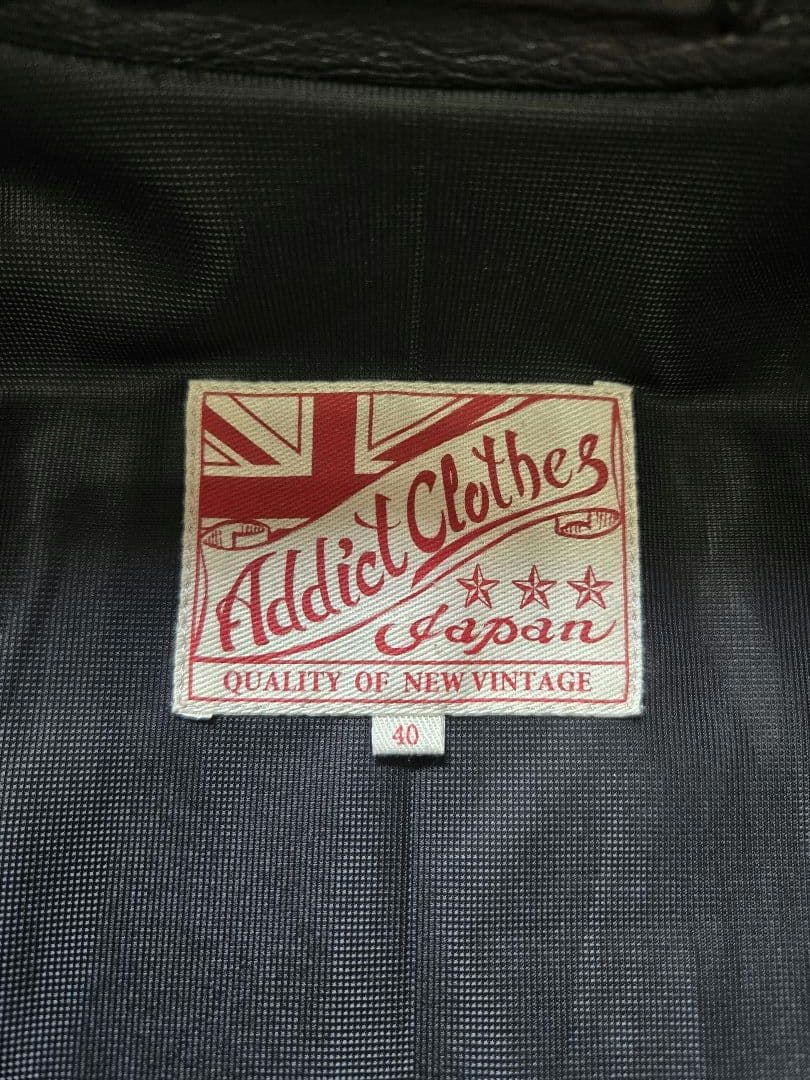 Addict Clothes
Japan
QUALITY OF NEW VINTAGE
40